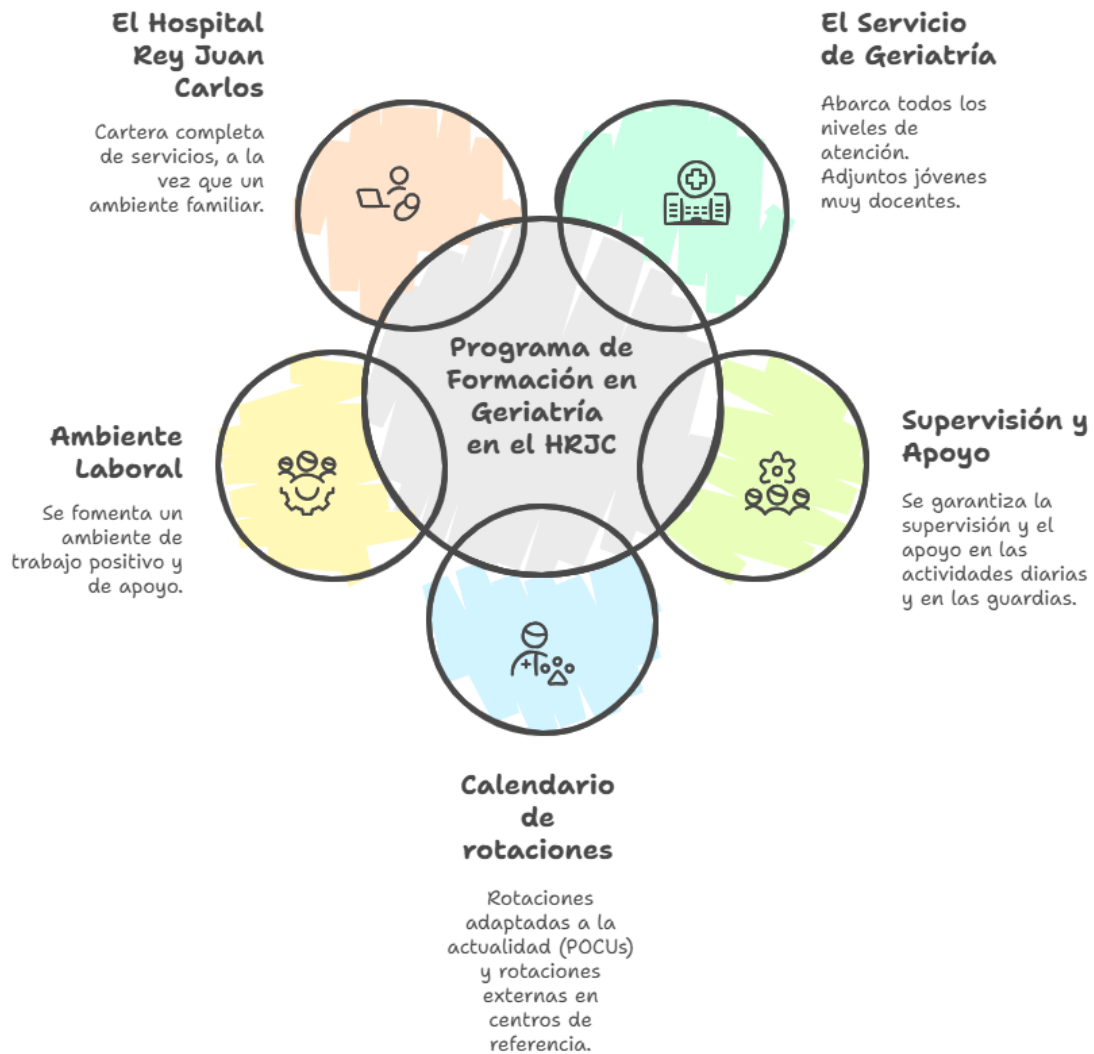 El Hospital
Rey Juan
Carlos
Cartera completa
de servicios, a la
vez que un
ambiente familiar.
El Servicio
de Geriatría
Abarca todos los
niveles de
atención.
Adjuntos jóvenes
muy docentes.
Programa de
Formación en
Geriatría
en el HRJC
Ambiente
Laboral
Se fomenta un
ambiente de
trabajo positivo y
de apoyo.
Supervisión y
Apoyo
Se garantiza la
supervisión y el
apoyo en las
actividades diarias
y en las guardias.
Calendario
de
rotaciones
Rotaciones
adaptadas a la
actualidad (POCUs)
y rotaciones
externas en
centros de
referencia.